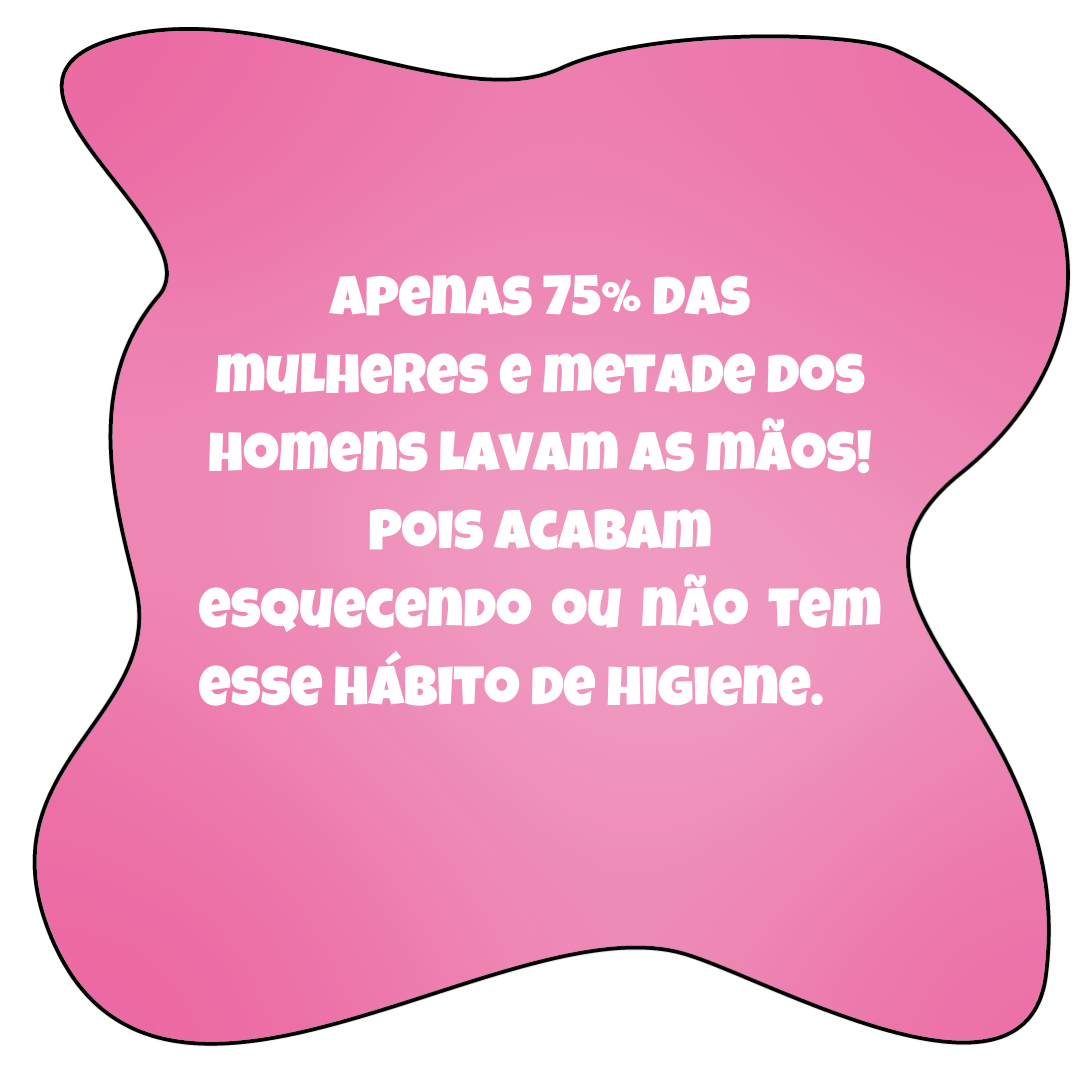 Apenas 75% das
mulheres e metade dos
homens lavam as mãos!
Pois acabam
esquecendo ou não tem
esse hábito de higiene.